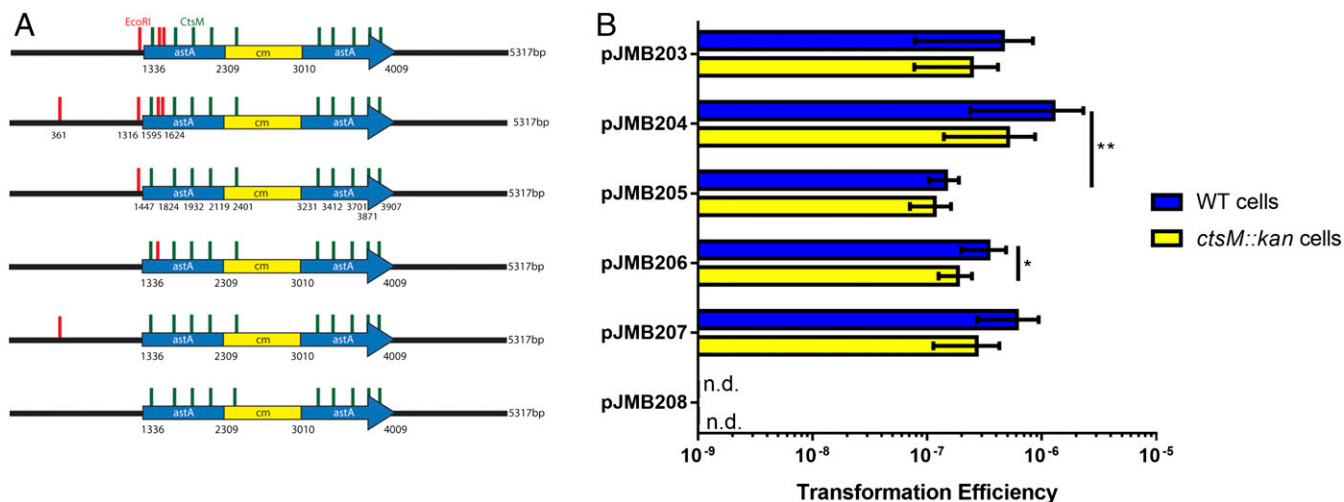 A
EcoRI CtsM
astA cm astA 5317bp
1336 2309 3010 4009
astA cm astA 5317bp
361 1316 1595 1624
astA cm astA 5317bp
1447 1824 1932 2119 2401 3231 3412 3701 3907
3871
astA cm astA 5317bp
1336 2309 3010 4009
astA cm astA 5317bp
1336 2309 3010 4009
astA cm astA 5317bp
1336 2309 3010 4009
B
pJMB203
pJMB204
**
pJMB205
pJMB206
*
pJMB207
n.d.
pJMB208
n.d.
10-9 10-8 10-7 10-6 10-5
Transformation Efficiency
WT cells
ctsM::kan cells